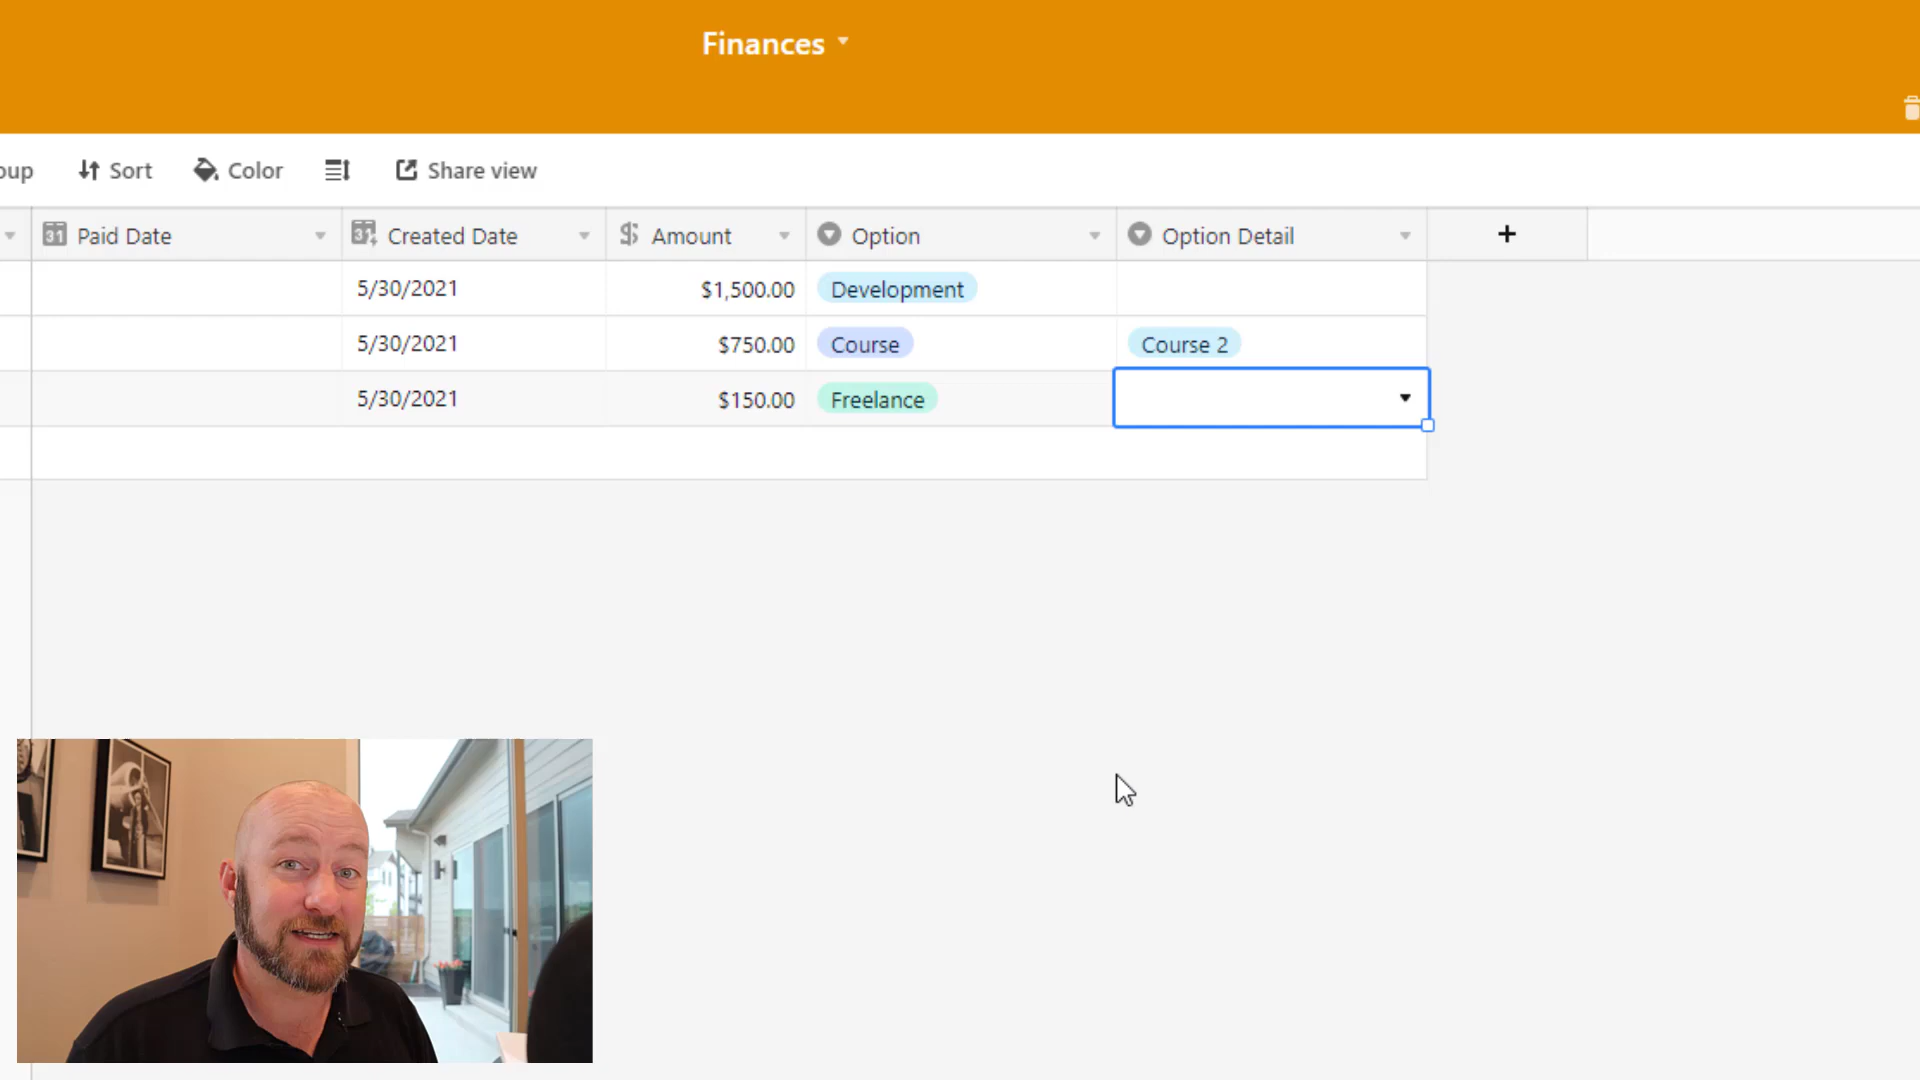 Finances
oup Sort Color Share view
Paid Date Created Date Amount Option Option Detail
5/30/2021 $1,500.00 Development
5/30/2021 $750.00 Course Course 2
5/30/2021 $150.00 Freelance